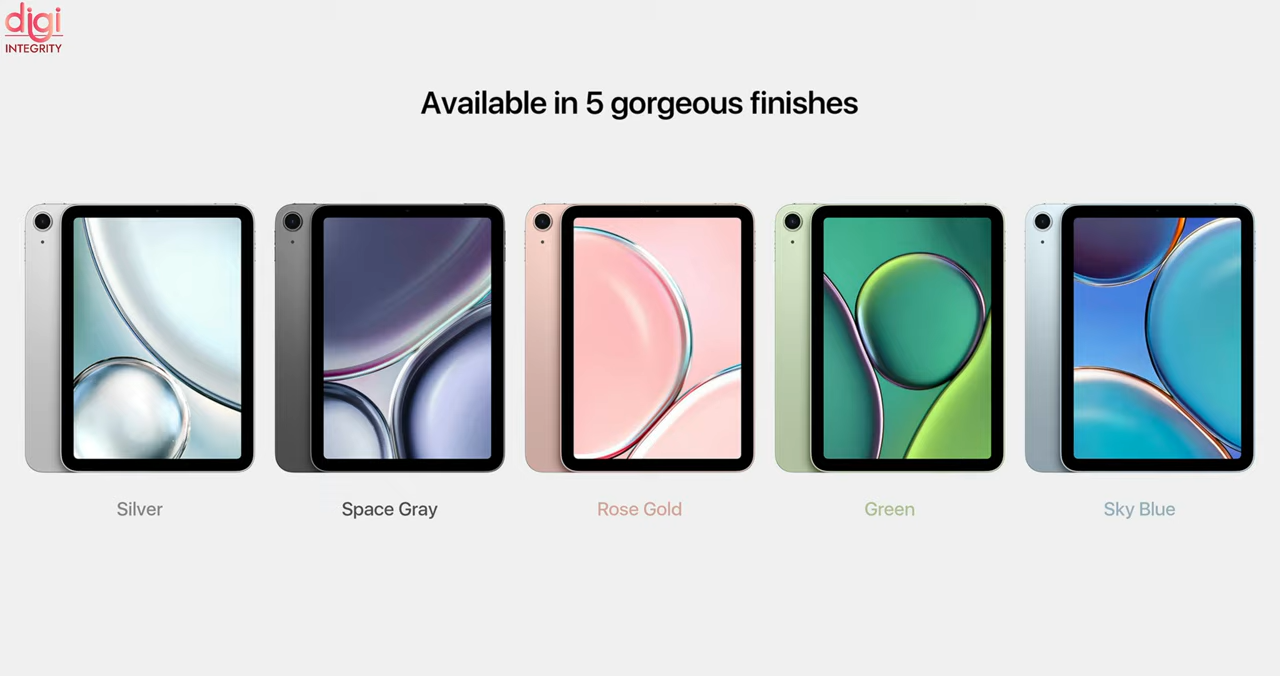 digi
INTEGRITY
Available in 5 gorgeous finishes
Silver
Space Gray
Rose Gold
Green
Sky Blue